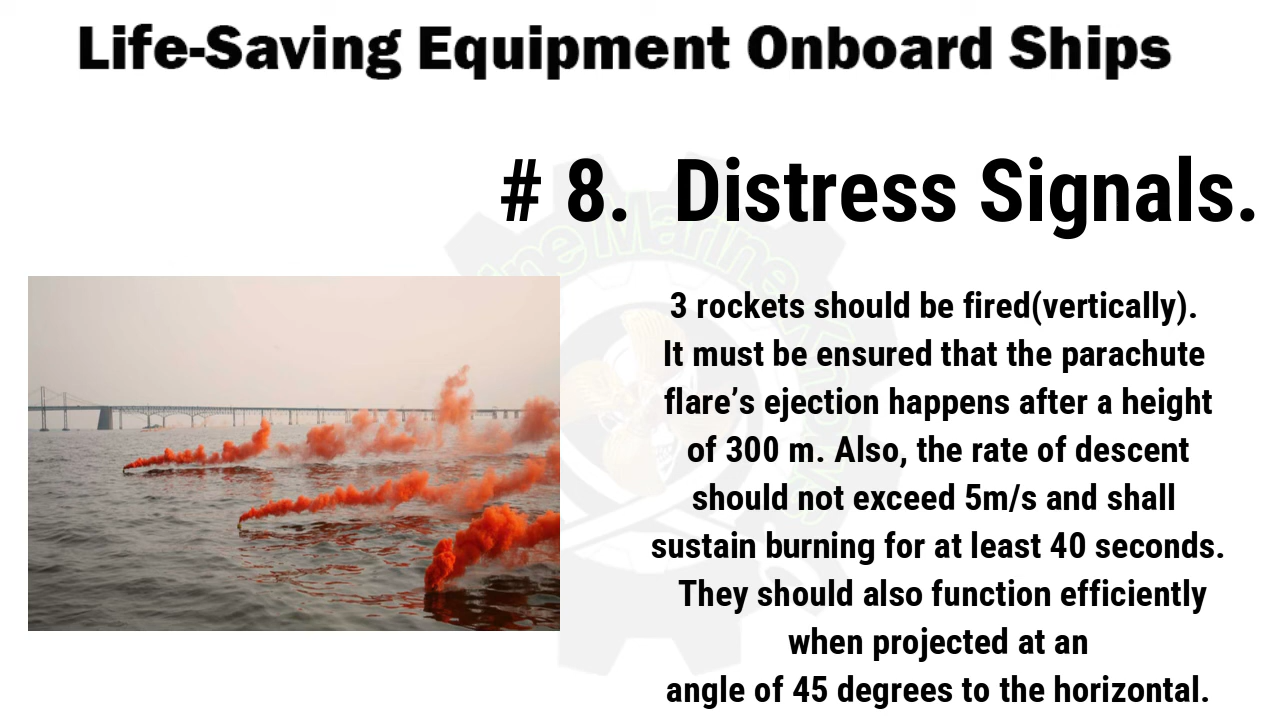 Life-Saving Equipment Onboard Ships
# 8. Distress Signals.
3 rockets should be fired(vertically).
It must be ensured that the parachute
flare’s ejection happens after a height
of 300 m. Also, the rate of descent
should not exceed 5m/s and shall
sustain burning for at least 40 seconds.
They should also function efficiently
when projected at an
angle of 45 degrees to the horizontal.